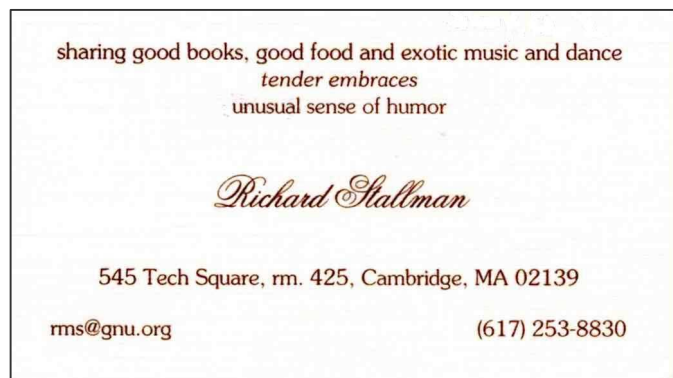 sharing good books, good food and exotic music and dance
tender embraces
unusual sense of humor
Richard Stallman
545 Tech Square, rm. 425, Cambridge, MA 02139
rms@gnu.org (617) 253-8830